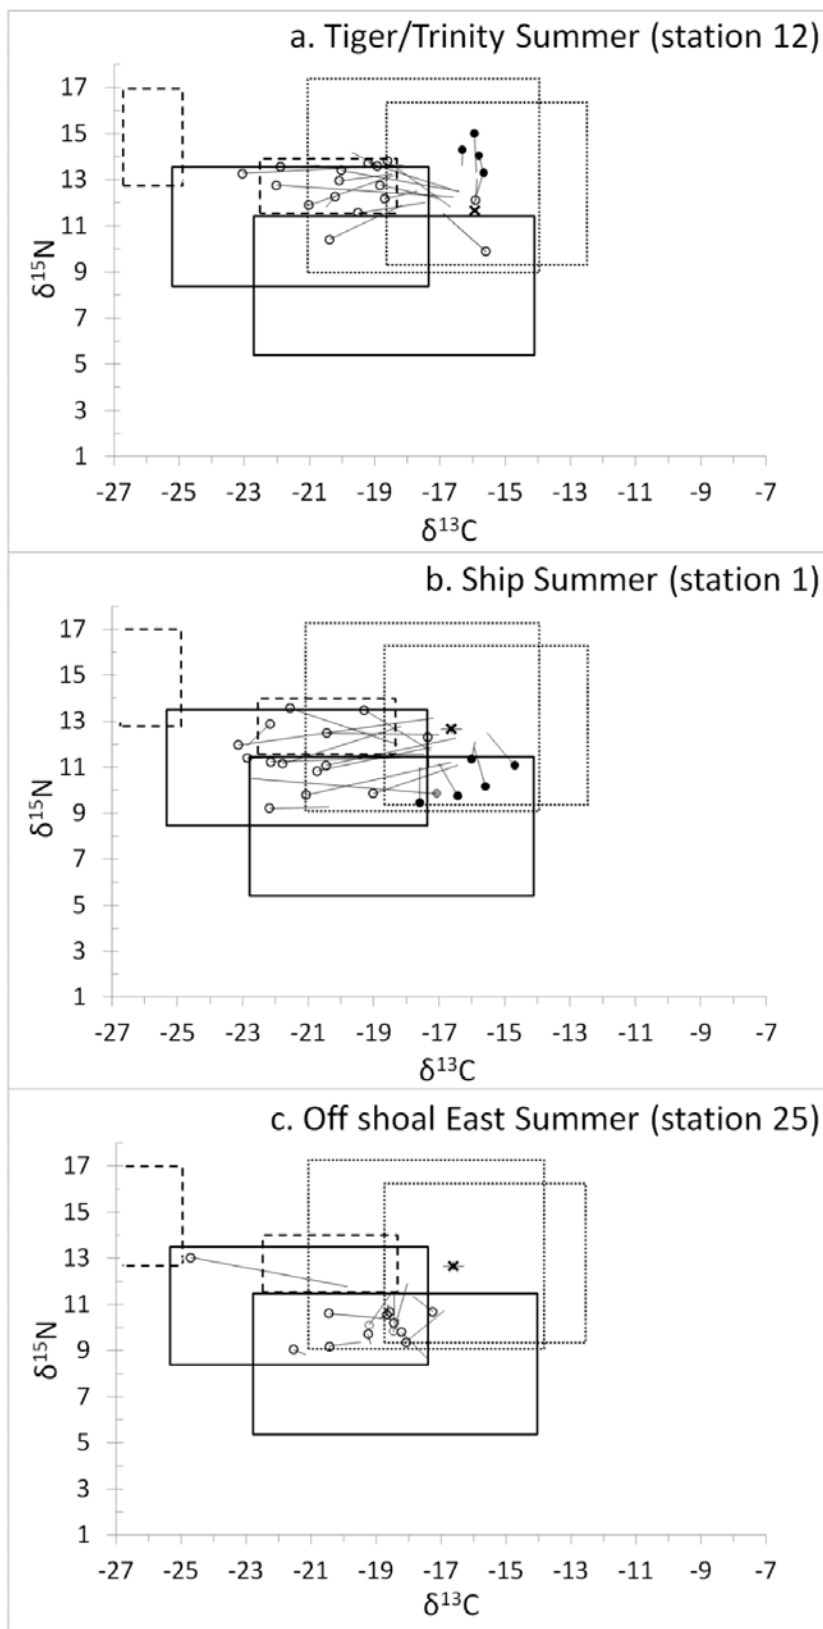 a. Tiger/Trinity Summer (station 12)
17
15
13
11
9
7
5
3
1
δ¹⁵N
-27 -25 -23 -21 -19 -17 -15 -13 -11 -9 -7
δ¹³C
b. Ship Summer (station 1)
17
15
13
11
9
7
5
3
1
δ¹⁵N
-27 -25 -23 -21 -19 -17 -15 -13 -11 -9 -7
δ¹³C
c. Off shoal East Summer (station 25)
17
15
13
11
9
7
5
3
1
δ¹⁵N
-27 -25 -23 -21 -19 -17 -15 -13 -11 -9 -7
δ¹³C